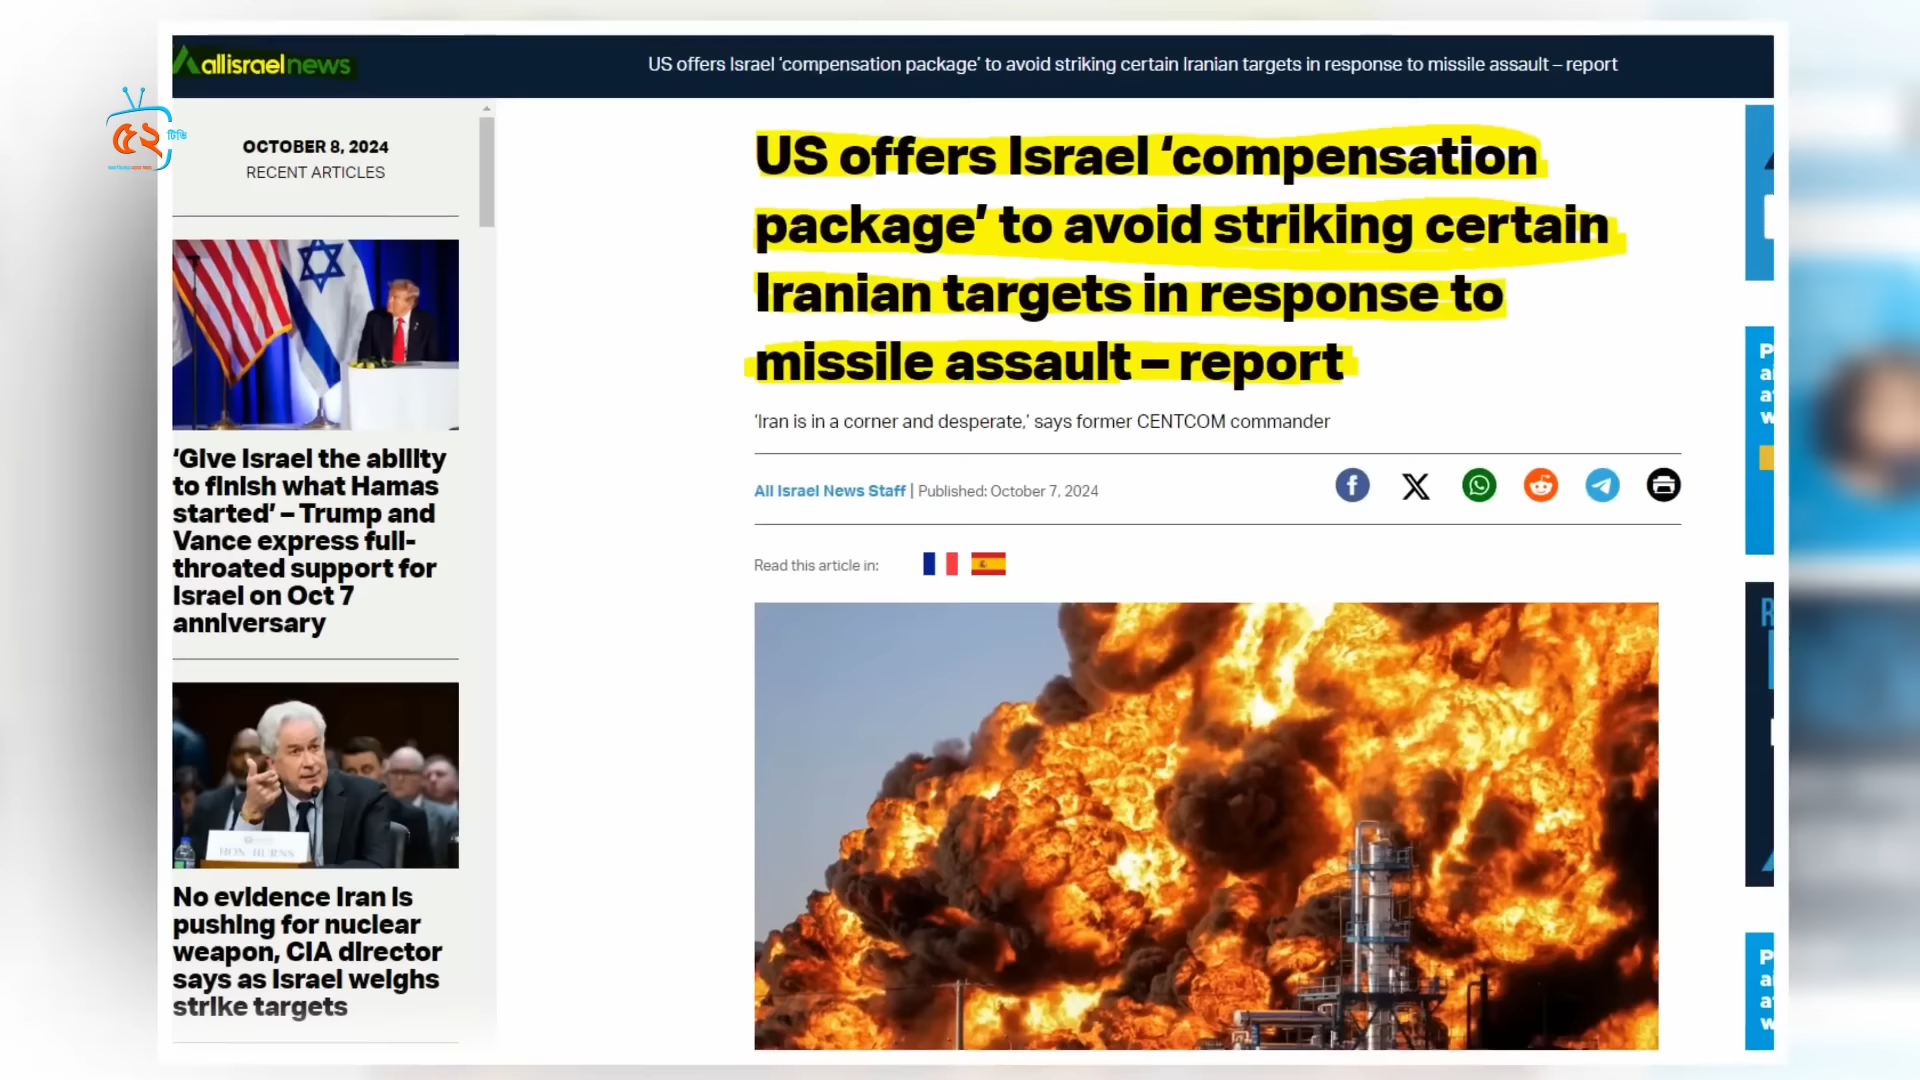 allisraelnews
US offers Israel ‘compensation package’ to avoid striking certain Iranian targets in response to missile assault – report
৫২
টিভি
OCTOBER 8, 2024
RECENT ARTICLES
‘Give Israel the ability
to finish what Hamas
started’ – Trump and
Vance express full-
throated support for
Israel on Oct 7
anniversary
HON. BURNS
No evidence Iran is
pushing for nuclear
weapon, CIA director
says as Israel weighs
strike targets
US offers Israel ‘compensation
package’ to avoid striking certain
Iranian targets in response to
missile assault – report
‘Iran is in a corner and desperate,’ says former CENTCOM commander
All Israel News Staff | Published: October 7, 2024
Read this article in: